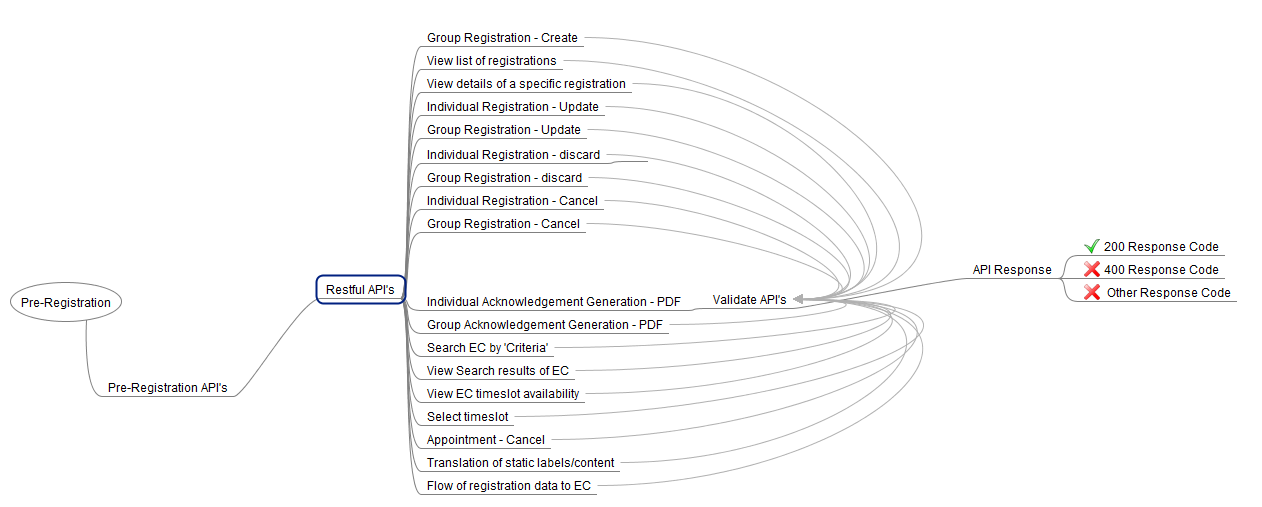 Group Registration - Create
View list of registrations
View details of a specific registration
Individual Registration - Update
Group Registration - Update
Individual Registration - discard
Group Registration - discard
Individual Registration - Cancel
Group Registration - Cancel
Individual Acknowledgement Generation - PDF
Group Acknowledgement Generation - PDF
Search EC by 'Criteria'
View Search results of EC
View EC timeslot availability
Select timeslot
Appointment - Cancel
Translation of static labels/content
Flow of registration data to EC
Restful API's
Pre-Registration
Pre-Registration API's
Validate API's
API Response
200 Response Code
400 Response Code
Other Response Code